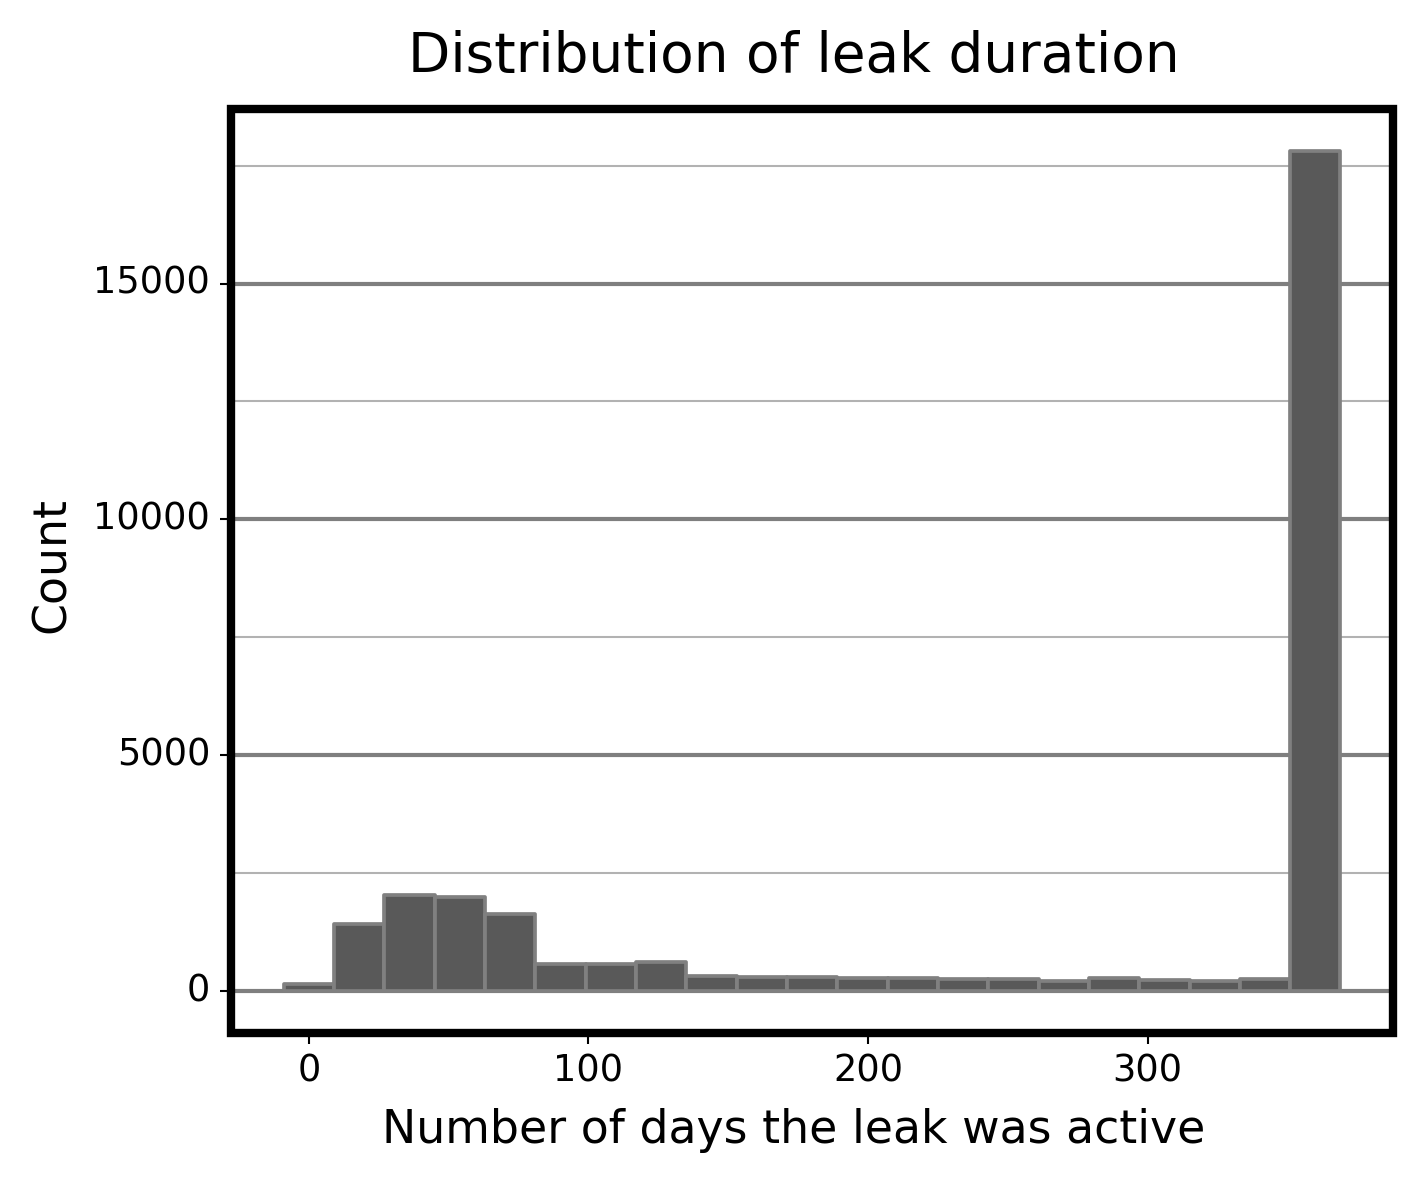 Distribution of leak duration
15000
10000
5000
0
Count
0 100 200 300
Number of days the leak was active